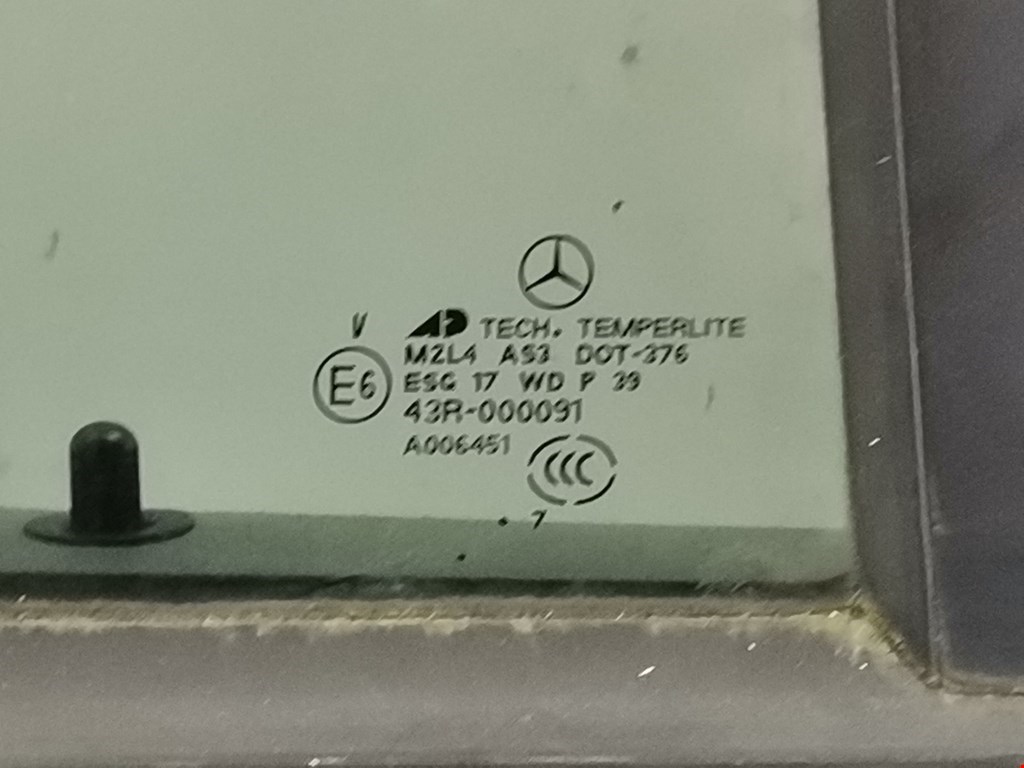 V
AP TECH. TEMPERLITE
M2L4 AS3 DOT-376
E6
ESG 17 WD P 39
43R-000091
A006451
CCC
. 7